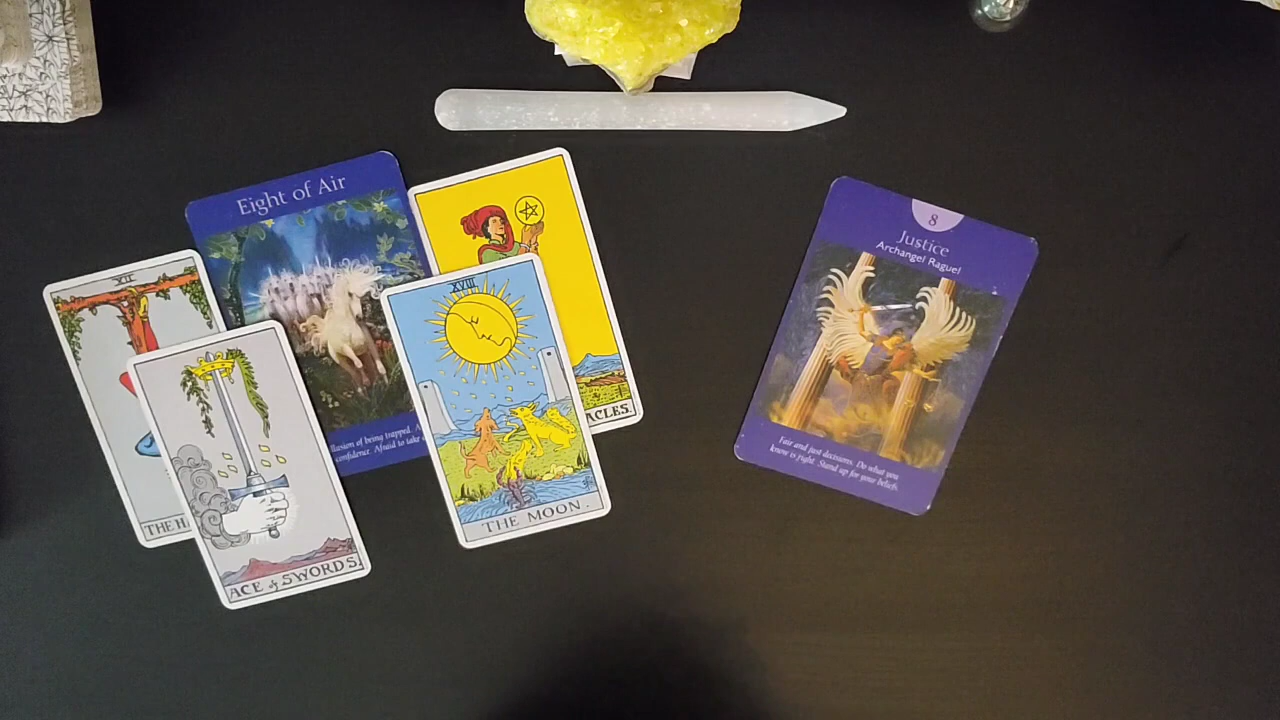 Eight of Air
llusion of being trapped. A
confidence. Afraid to take
XII
THE HA
ACE of SWORDS.
ACLES.
XVIII
THE MOON.
8
Justice
Archangel Raguel
Fair and just decisions. Do what you
know is right. Stand up for your beliefs.